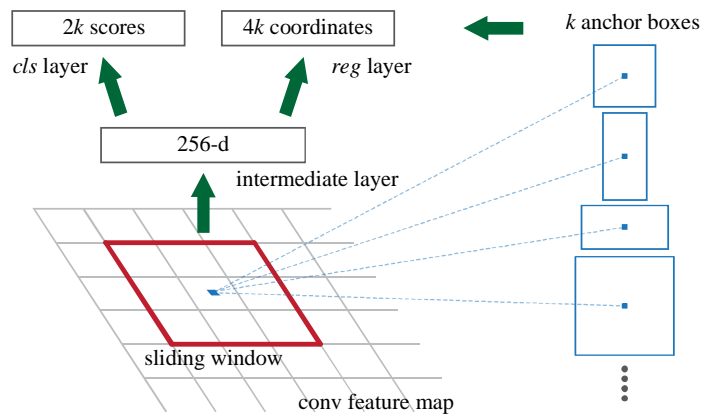 2k scores
4k coordinates
k anchor boxes
cls layer
reg layer
256-d
intermediate layer
sliding window
conv feature map